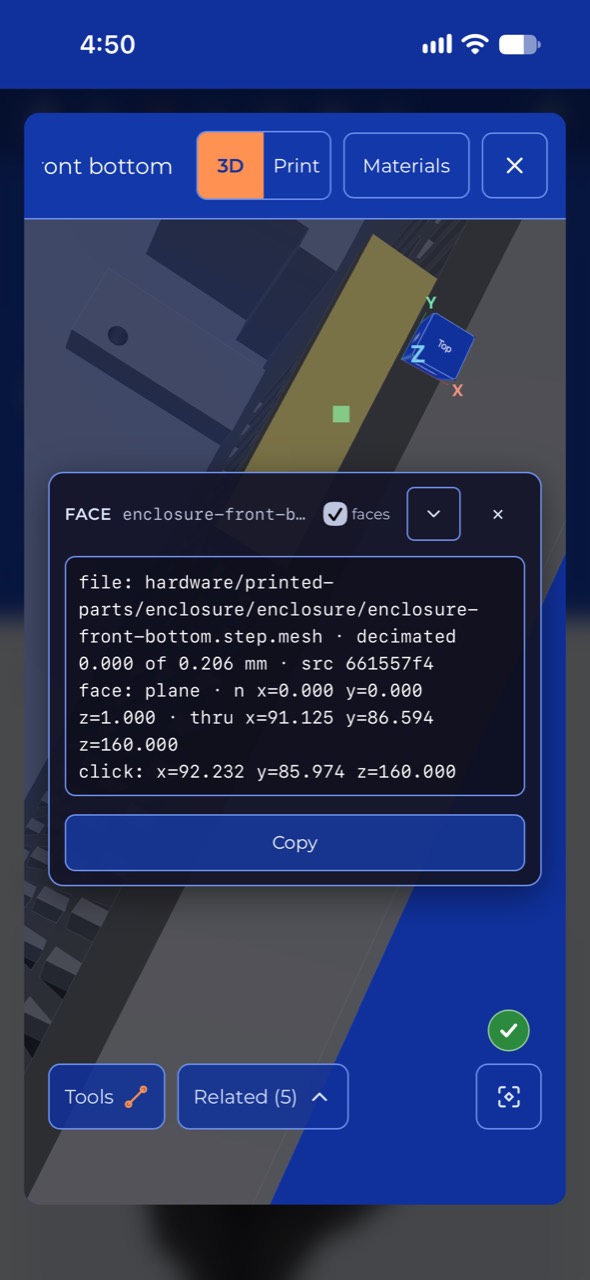 4:50
ront bottom
3D
Print
Materials
Y
Top
Z
X
FACE enclosure-front-b… faces
file: hardware/printed-
parts/enclosure/enclosure/enclosure-
front-bottom.step.mesh · decimated
0.000 of 0.206 mm · src 661557f4
face: plane · n x=0.000 y=0.000
z=1.000 · thru x=91.125 y=86.594
z=160.000
click: x=92.232 y=85.974 z=160.000
Copy
Tools
Related (5)